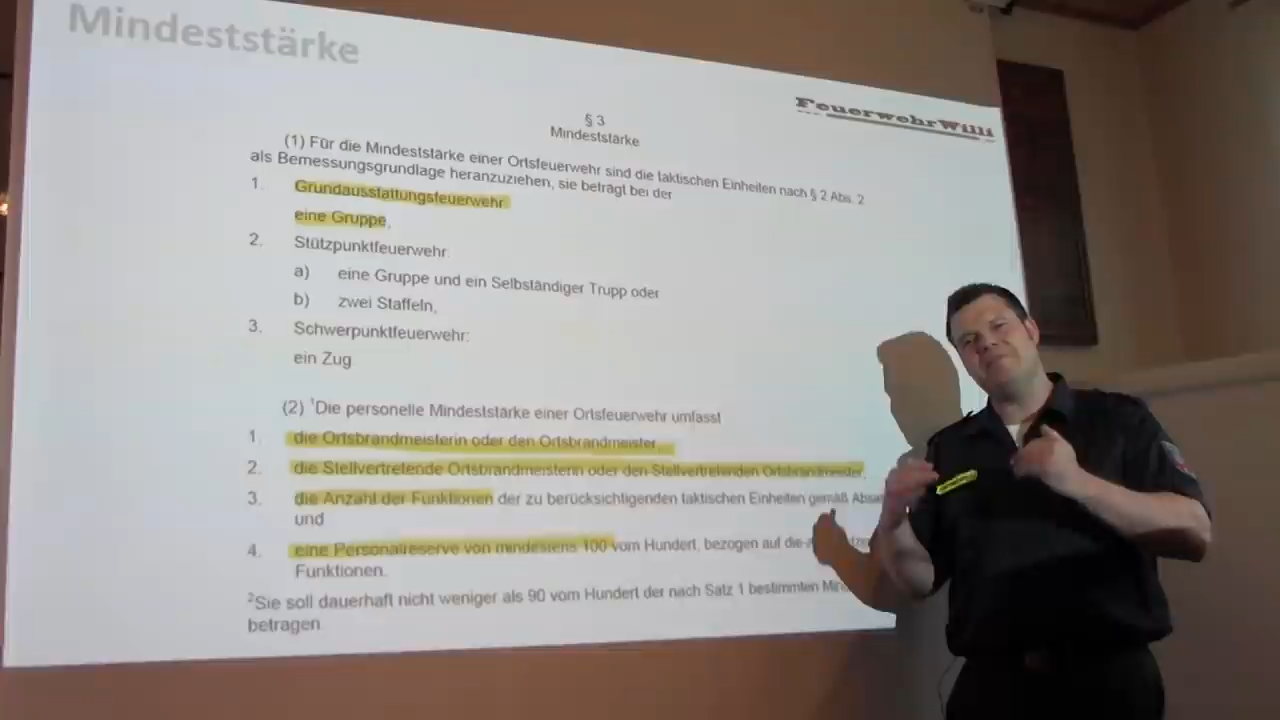 Mindeststärke
FeuerwehrWilli
§ 3
Mindeststärke
(1) Für die Mindeststärke einer Ortsfeuerwehr sind die taktischen Einheiten nach § 2 Abs. 2
als Bemessungsgrundlage heranzuziehen, sie beträgt bei der
1. Grundausstattungsfeuerwehr:
eine Gruppe,
2. Stützpunktfeuerwehr:
a) eine Gruppe und ein Selbständiger Trupp oder
b) zwei Staffeln,
3. Schwerpunktfeuerwehr:
ein Zug
(2) ¹Die personelle Mindeststärke einer Ortsfeuerwehr umfasst
1. die Ortsbrandmeisterin oder den Ortsbrandmeister,
2. die Stellvertretende Ortsbrandmeisterin oder den Stellvertretenden Ortsbrandmeister,
3. die Anzahl der Funktionen der zu berücksichtigenden taktischen Einheiten gemäß
und
4. eine Personalreserve von mindestens 100 vom Hundert, bezogen auf die
Funktionen.
²Sie soll dauerhaft nicht weniger als 90 vom Hundert der nach Satz 1 bestimmten
betragen.